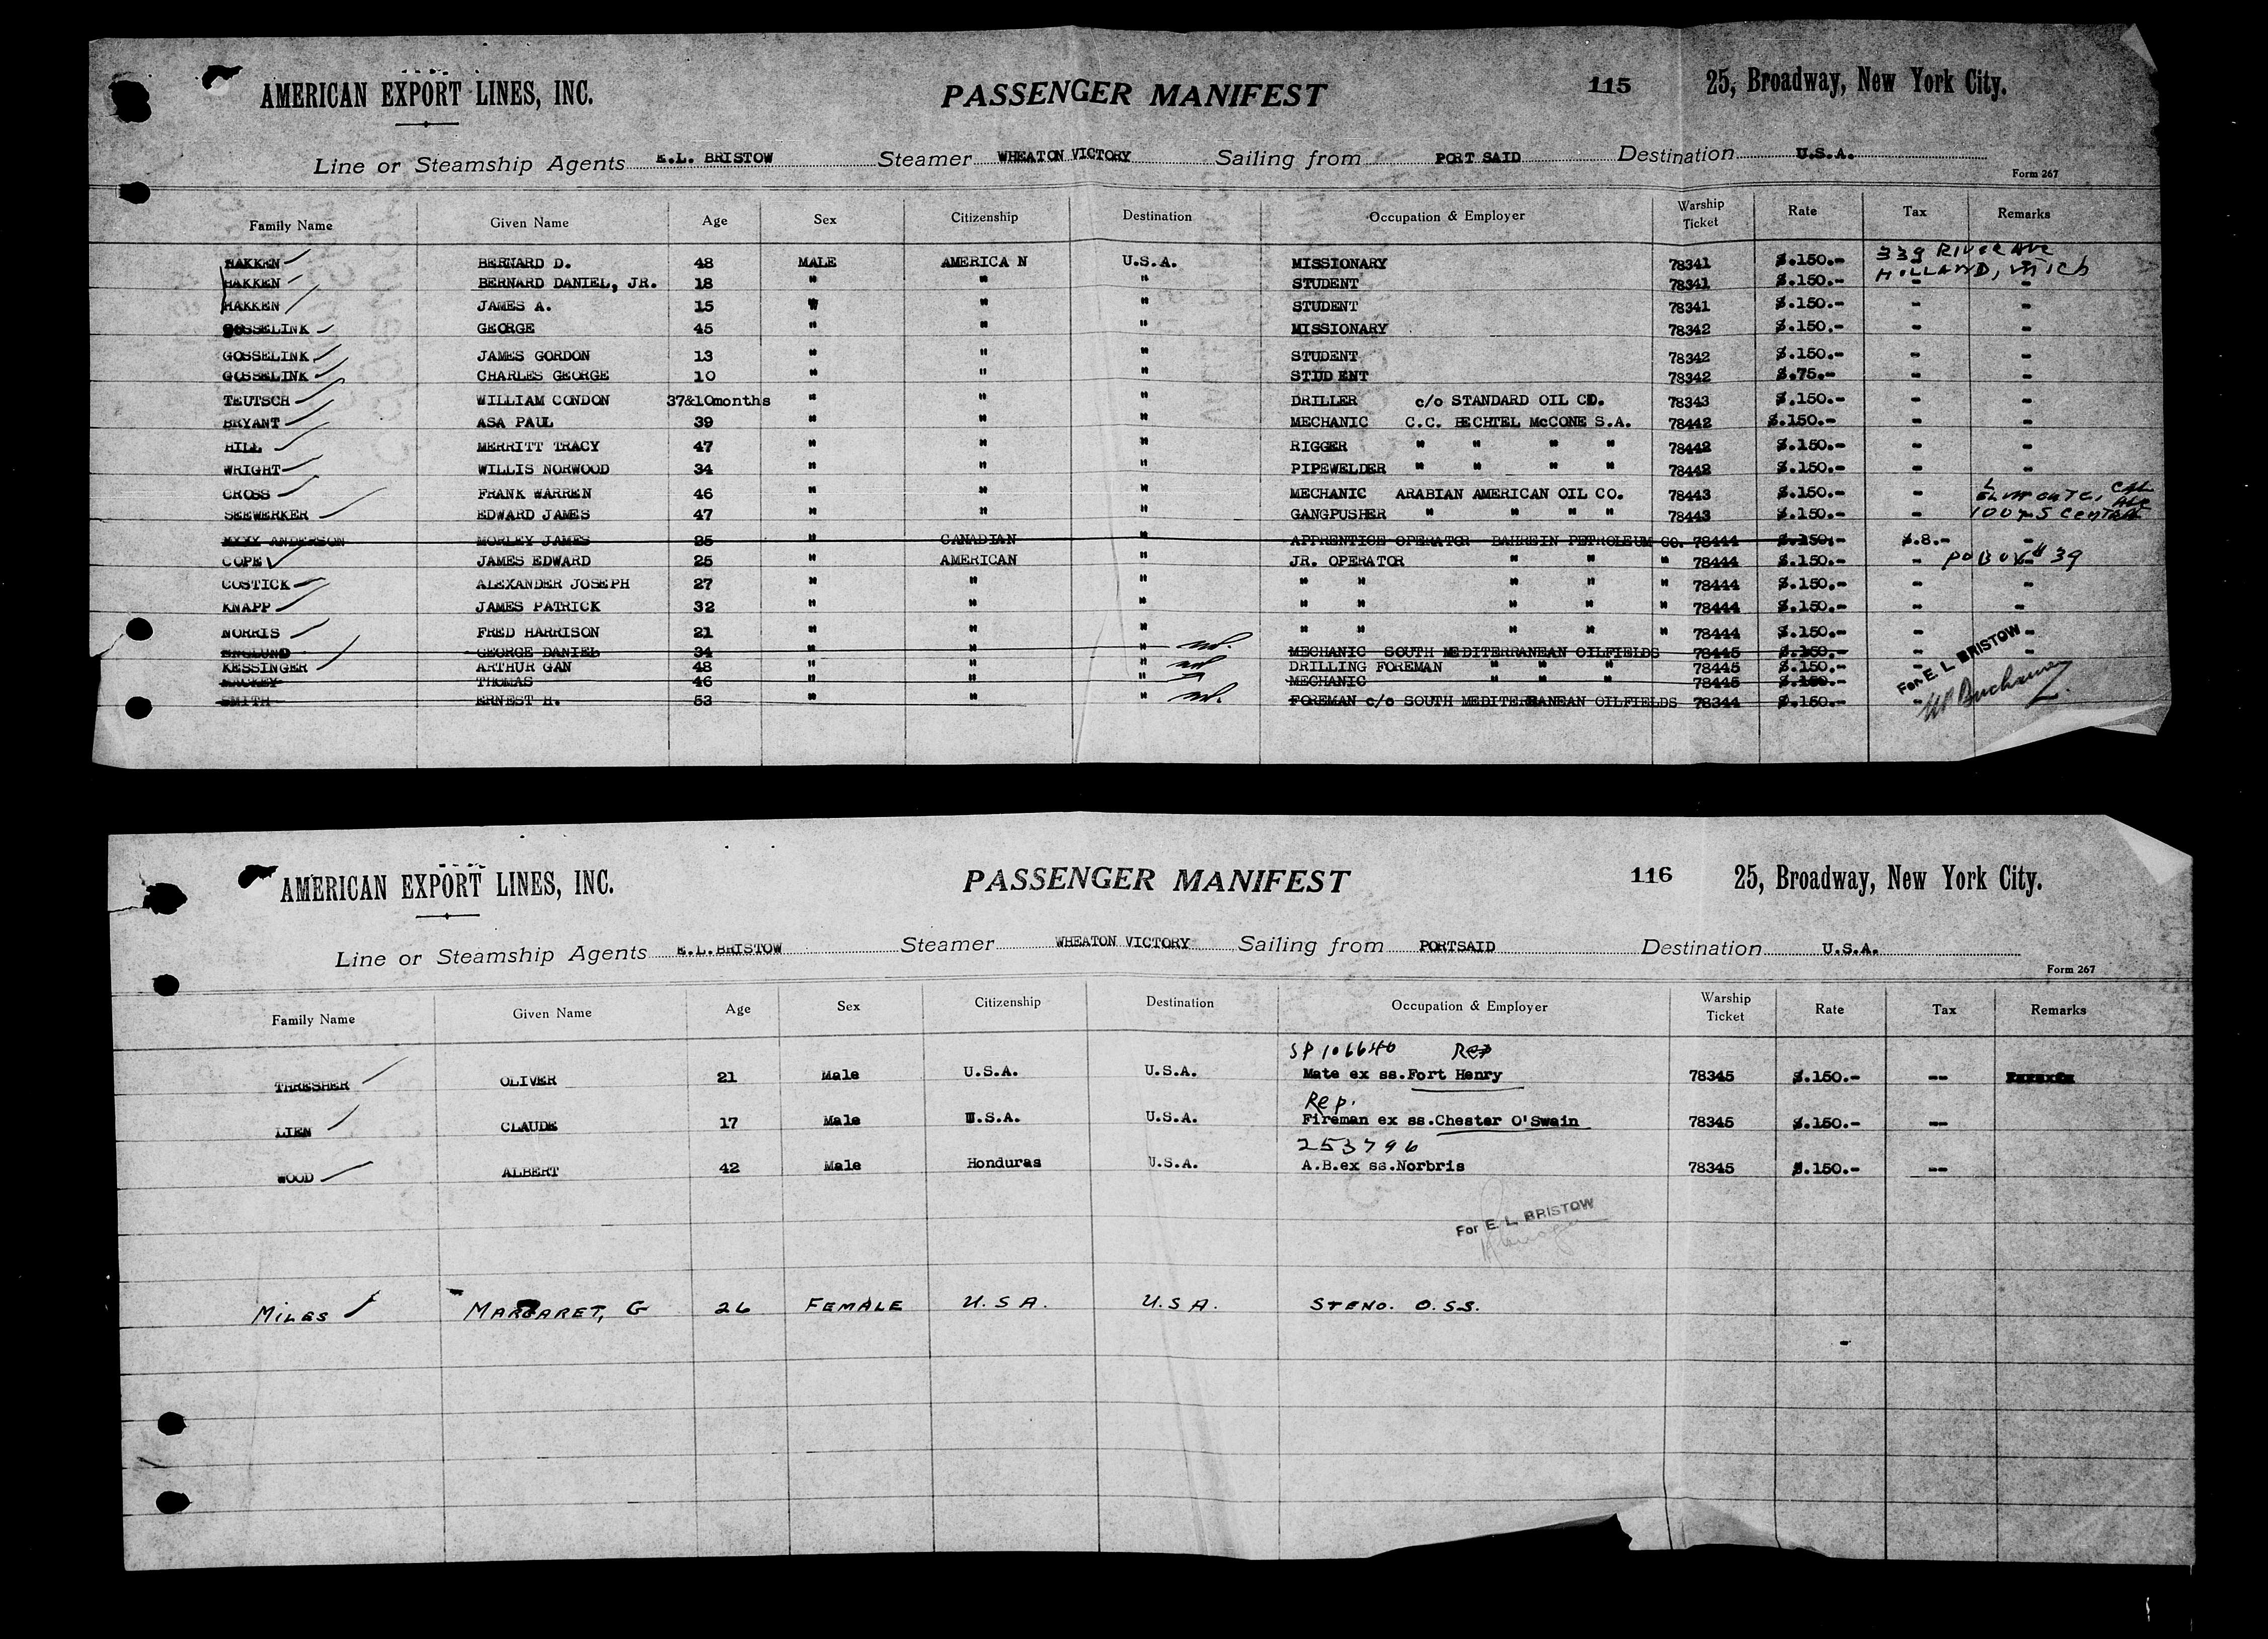 AMERICAN EXPORT LINES, INC. PASSENGER MANIFEST 115 25, Broadway, New York City.
Line or Steamship Agents E.L. BRISTOW Steamer WHEATON VICTORY Sailing from PORT SAID Destination U.S.A.
Form 267
Family Name Given Name Age Sex Citizenship Destination Occupation & Employer Warship Ticket Rate Tax Remarks
339 RIVER AVE
HAKKEN BERNARD D. 48 MALE AMERICA N U.S.A. MISSIONARY 78341 $.150.- HOLLAND, MICH
HAKKEN BERNARD DANIEL, JR. 18 " " " STUDENT 78341 $.150.- - -
HAKKEN JAMES A. 15 " " " STUDENT 78341 $.150.- - -
GOSSELINK GEORGE 45 " " " MISSIONARY 78342 $.150.- - -
GOSSELINK JAMES GORDON 13 " " " STUDENT 78342 $.150.- - -
GOSSELINK CHARLES GEORGE 10 " " " STUD ENT 78342 $.75.- - -
TEUTSCH WILLIAM CONDON 37&10months " " " DRILLER c/o STANDARD OIL CO. 78343 $.150.- - -
BRYANT ASA PAUL 39 " " " MECHANIC C.C. BECHTEL McCONE S.A. 78442 $.150.- - -
HILL MERRITT TRACY 47 " " " RIGGER " " " " 78442 $.150.- - -
WRIGHT WILLIS NORWOOD 34 " " " PIPEWELDER " " " " 78442 $.150.- - -
CROSS FRANK WARREN 46 " " " MECHANIC ARABIAN AMERICAN OIL CO. 78443 $.150.- -
SEEWERKER EDWARD JAMES 47 " " " GANGPUSHER " " " " 78443 $.150.- -
XXXX ANDERSON MORLEY JAMES 25 " CANADIAN " APPRENTICE OPERATOR BAHREIN PETROLEUM CO. 78444 $.150.- $.8.- -
COPE JAMES EDWARD 25 " AMERICAN " JR. OPERATOR " " " 78444 $.150.- - PO BOX # 39
COSTICK ALEXANDER JOSEPH 27 " " " " " " " " 78444 $.150.- - -
KNAPP JAMES PATRICK 32 " " " " " " " " 78444 $.150.- - -
NORRIS FRED HARRISON 21 " " " " " " " " 78444 $.150.- - -
ENGLUND GEORGE DANIEL 34 " " " MECHANIC SOUTH MEDITERRANEAN OILFIELDS 78445 $.150.- - -
KESSINGER ARTHUR GAN 48 " " " DRILLING FOREMAN " " " 78445 $.150.- -
MACKEY THOMAS 46 " " " MECHANIC " " " 78445 $.150.- -
SMITH ERNEST H. 53 " " " FOREMAN c/o SOUTH MEDITERRANEAN OILFIELDS 78344 $.150.- -
For E. L. BRISTOW
AMERICAN EXPORT LINES, INC. PASSENGER MANIFEST 116 25, Broadway, New York City.
Line or Steamship Agents E.L.BRISTOW Steamer WHEATON VICTORY Sailing from PORTSAID Destination U.S.A.
Form 267
Family Name Given Name Age Sex Citizenship Destination Occupation & Employer Warship Ticket Rate Tax Remarks
SP 106640 Rep
THRESHER OLIVER 21 Male U.S.A. U.S.A. Mate ex ss.Fort Henry 78345 $.150.- --
Rep.
LIEN CLAUDE 17 Male U.S.A. U.S.A. Fireman ex ss.Chester O'Swain 78345 $.150.- --
253796
WOOD ALBERT 42 Male Honduras U.S.A. A.B.ex ss.Norbris 78345 $.150.- --
For E. L. BRISTOW
MILES MARGARET, G 26 FEMALE U.S.A. U.S.A. STENO. O.S.S.